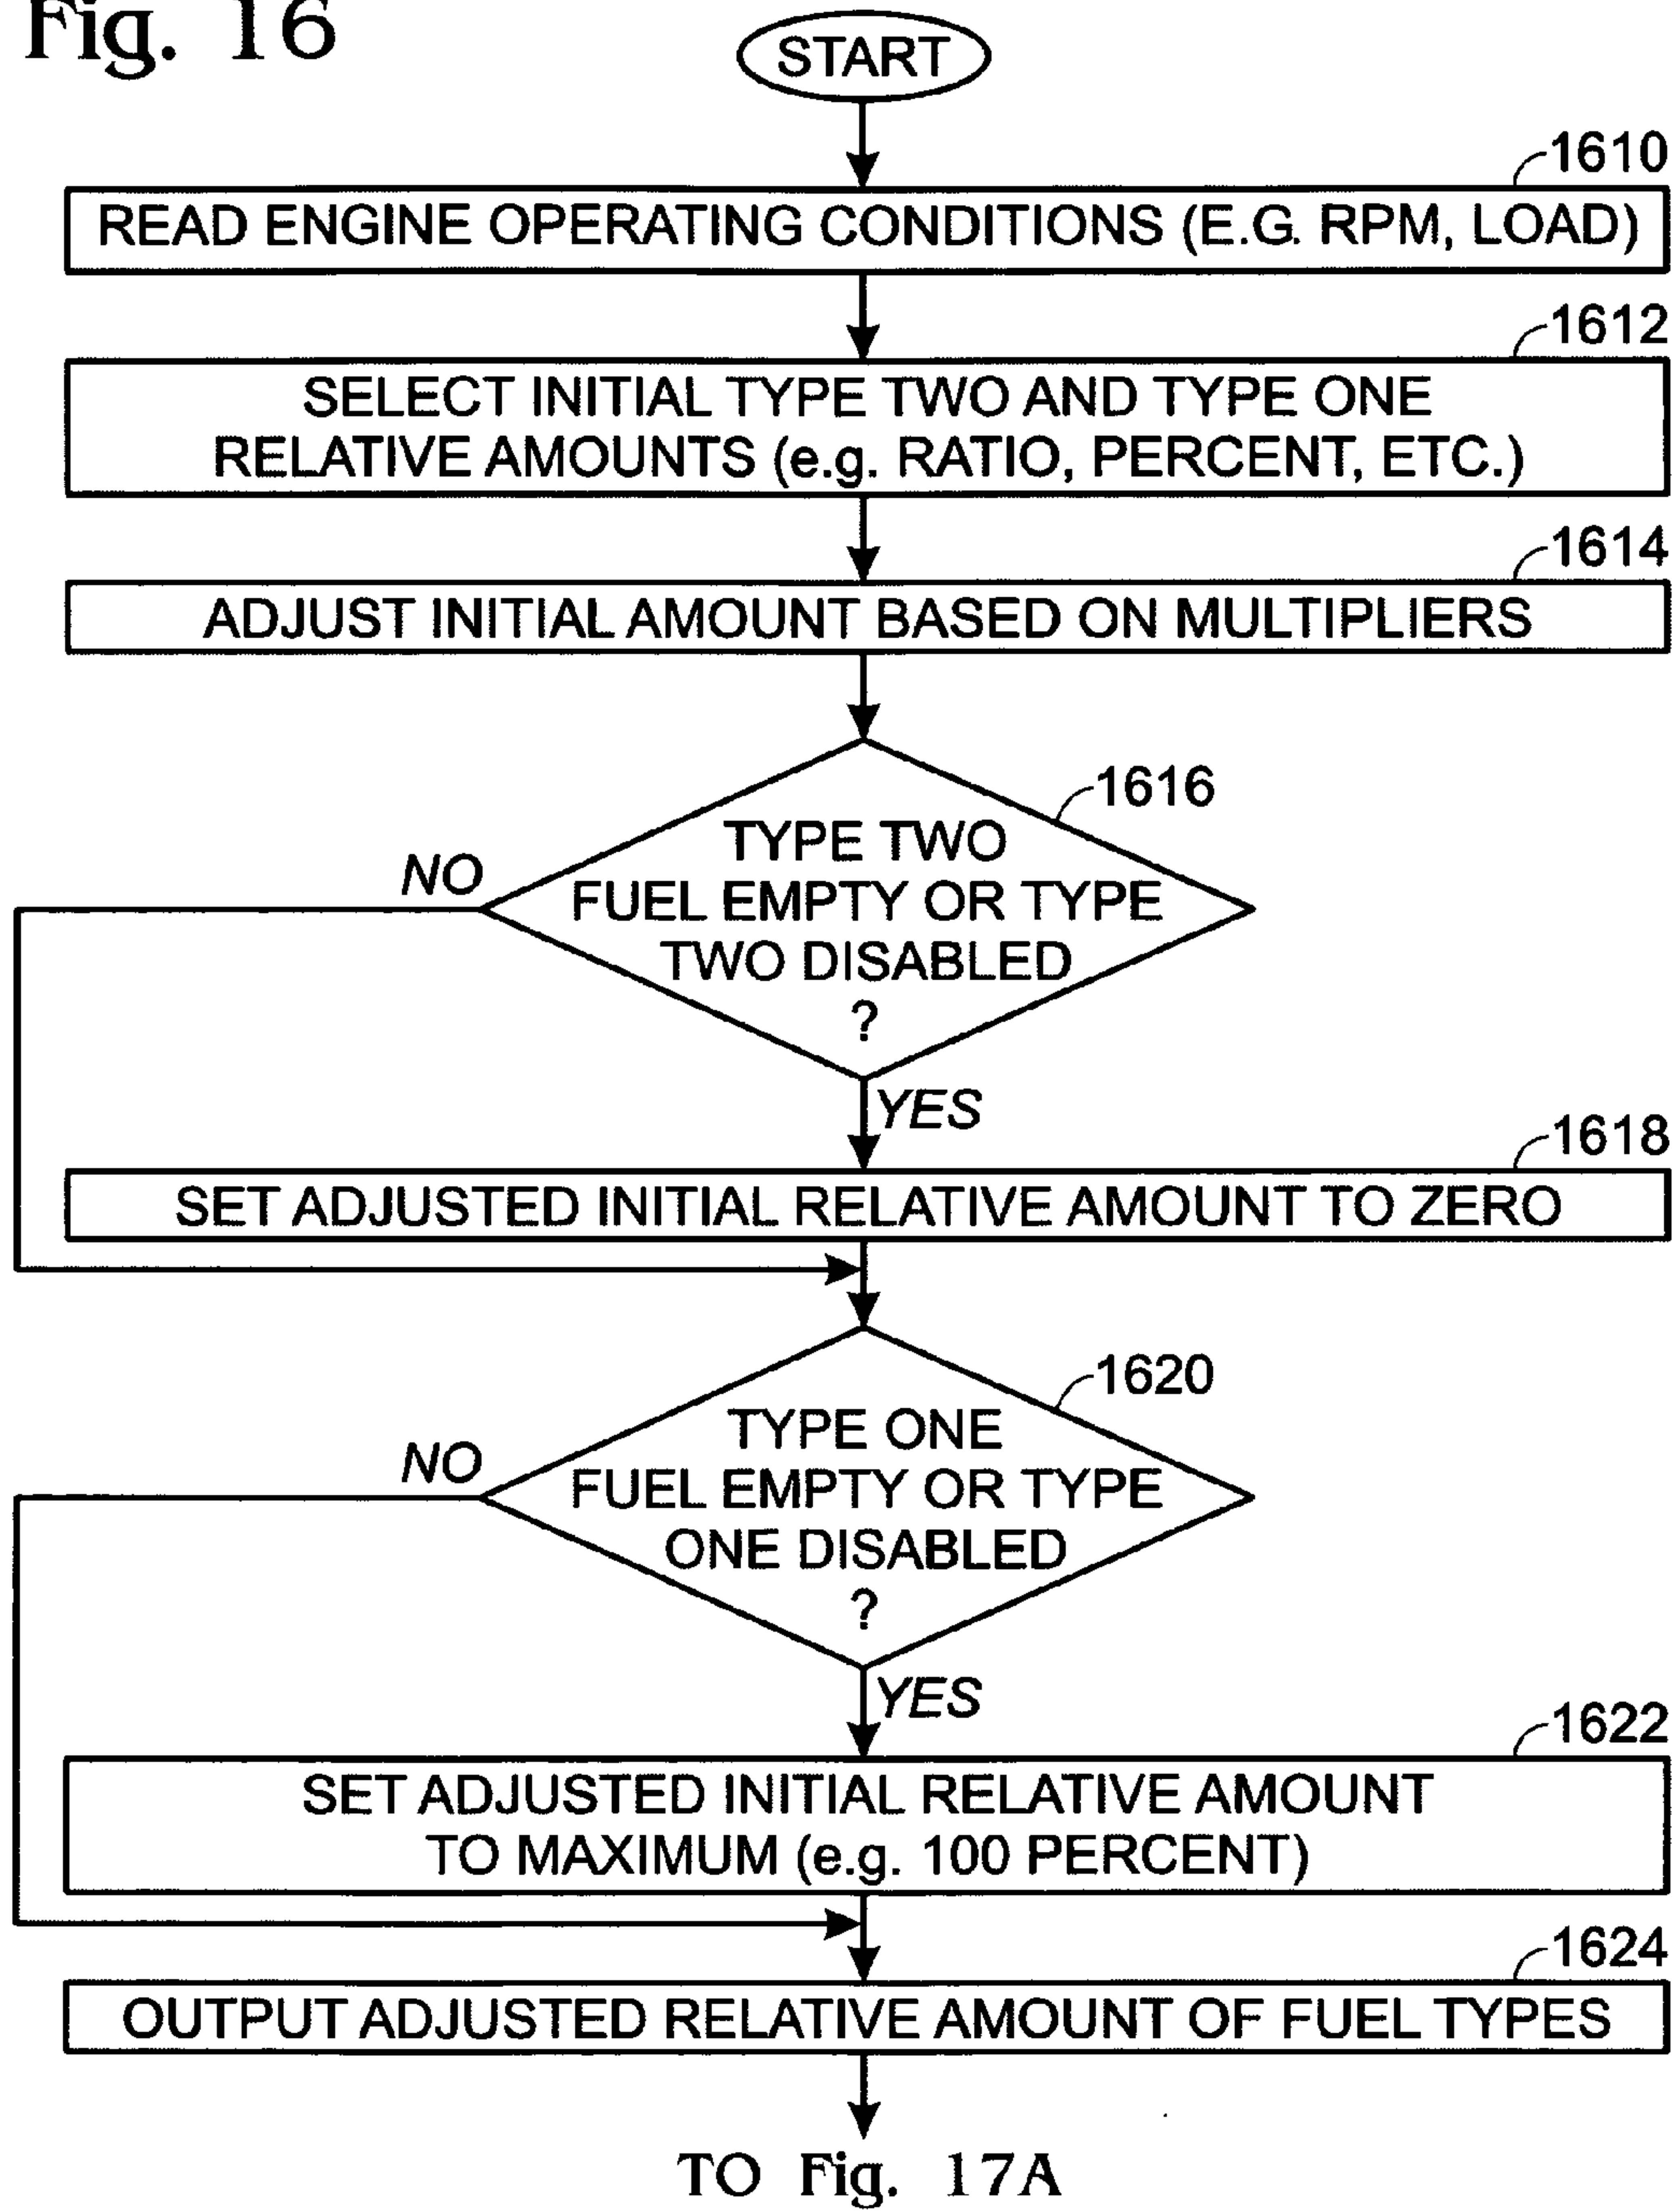 Fig. 16
START
1610
READ ENGINE OPERATING CONDITIONS (E.G. RPM, LOAD)
1612
SELECT INITIAL TYPE TWO AND TYPE ONE
RELATIVE AMOUNTS (e.g. RATIO, PERCENT, ETC.)
1614
ADJUST INITIAL AMOUNT BASED ON MULTIPLIERS
1616
TYPE TWO
NO
FUEL EMPTY OR TYPE
TWO DISABLED
?
YES
1618
SET ADJUSTED INITIAL RELATIVE AMOUNT TO ZERO
1620
TYPE ONE
NO
FUEL EMPTY OR TYPE
ONE DISABLED
?
YES
1622
SET ADJUSTED INITIAL RELATIVE AMOUNT
TO MAXIMUM (e.g. 100 PERCENT)
1624
OUTPUT ADJUSTED RELATIVE AMOUNT OF FUEL TYPES
TO Fig. 17A